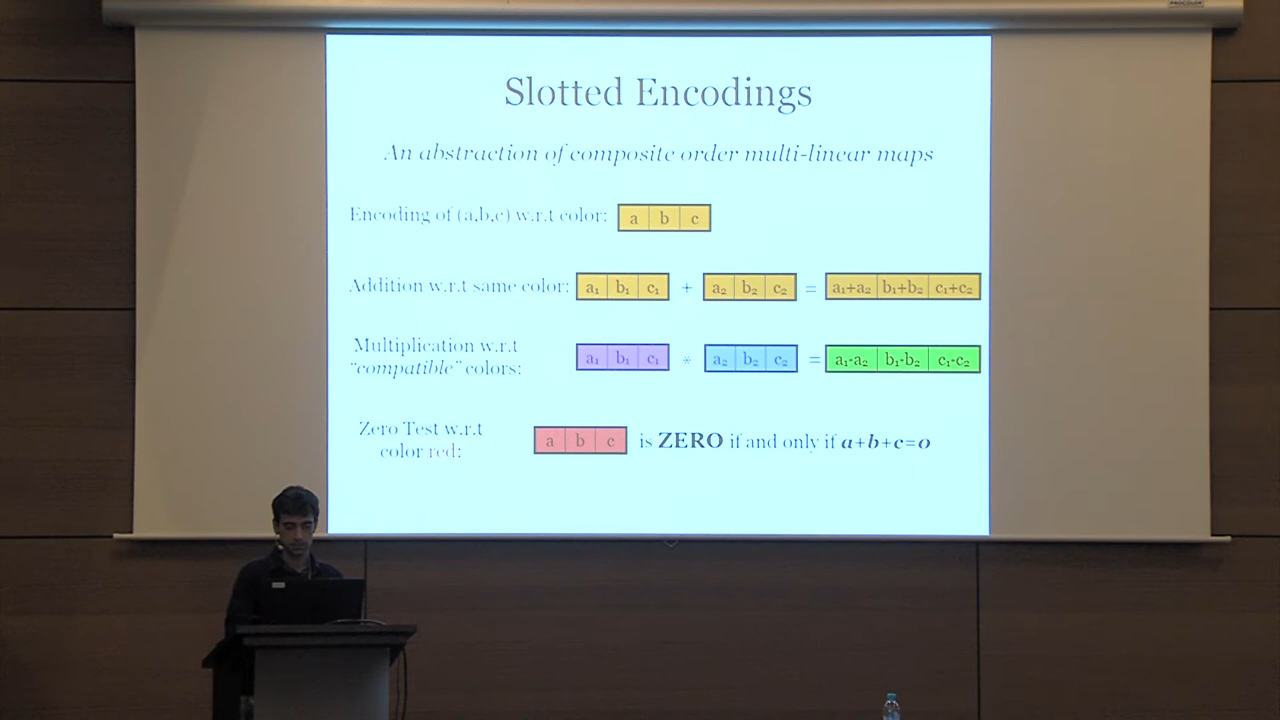 Slotted Encodings
An abstraction of composite order multi-linear maps
Encoding of (a,b,c) w.r.t color: a b c
Addition w.r.t same color: a₁ b₁ c₁ + a₂ b₂ c₂ = a₁+a₂ b₁+b₂ c₁+c₂
Multiplication w.r.t
"compatible" colors: a₁ b₁ c₁ * a₂ b₂ c₂ = a₁·a₂ b₁·b₂ c₁·c₂
Zero Test w.r.t
color red: a b c is ZERO if and only if a+b+c=0